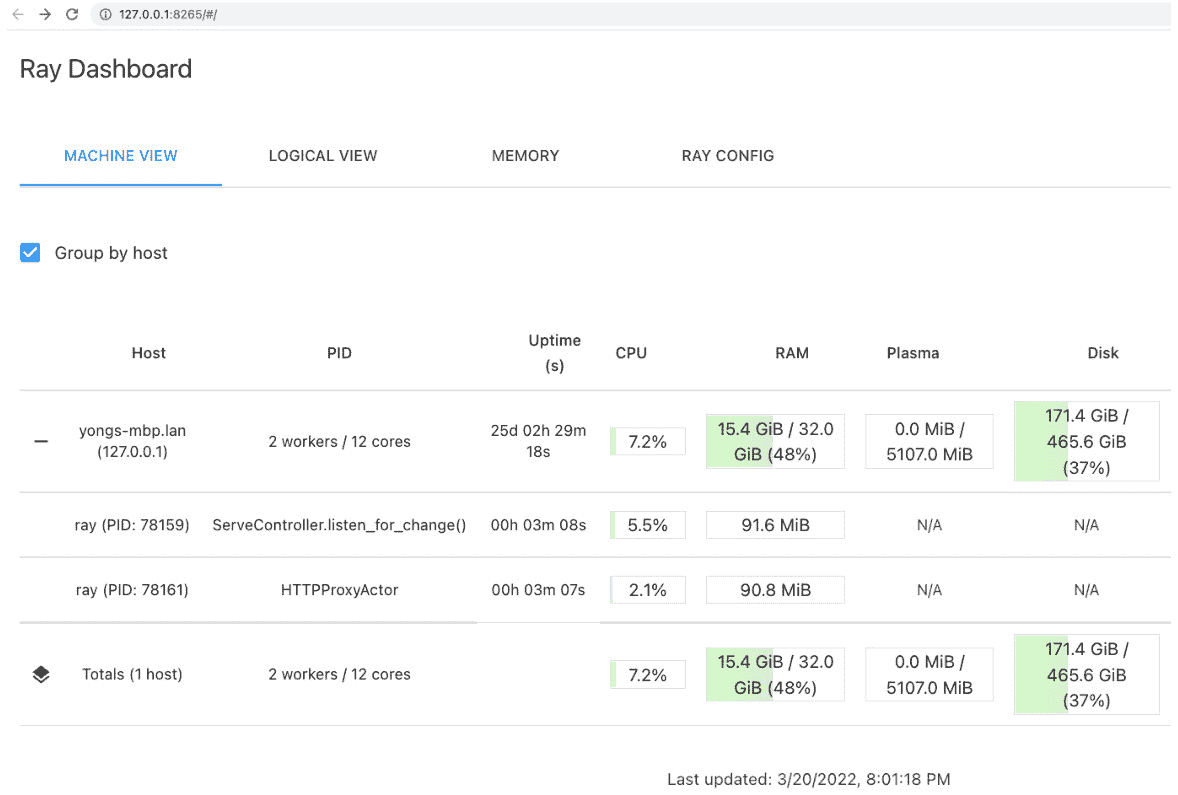 127.0.0.1:8265/#/
Ray Dashboard
MACHINE VIEW LOGICAL VIEW MEMORY RAY CONFIG
Group by host
Host PID Uptime (s) CPU RAM Plasma Disk
yongs-mbp.lan (127.0.0.1) 2 workers / 12 cores 25d 02h 29m 18s 7.2% 15.4 GiB / 32.0 GiB (48%) 0.0 MiB / 5107.0 MiB 171.4 GiB / 465.6 GiB (37%)
ray (PID: 78159) ServeController.listen_for_change() 00h 03m 08s 5.5% 91.6 MiB N/A N/A
ray (PID: 78161) HTTPProxyActor 00h 03m 07s 2.1% 90.8 MiB N/A N/A
Totals (1 host) 2 workers / 12 cores 7.2% 15.4 GiB / 32.0 GiB (48%) 0.0 MiB / 5107.0 MiB 171.4 GiB / 465.6 GiB (37%)
Last updated: 3/20/2022, 8:01:18 PM